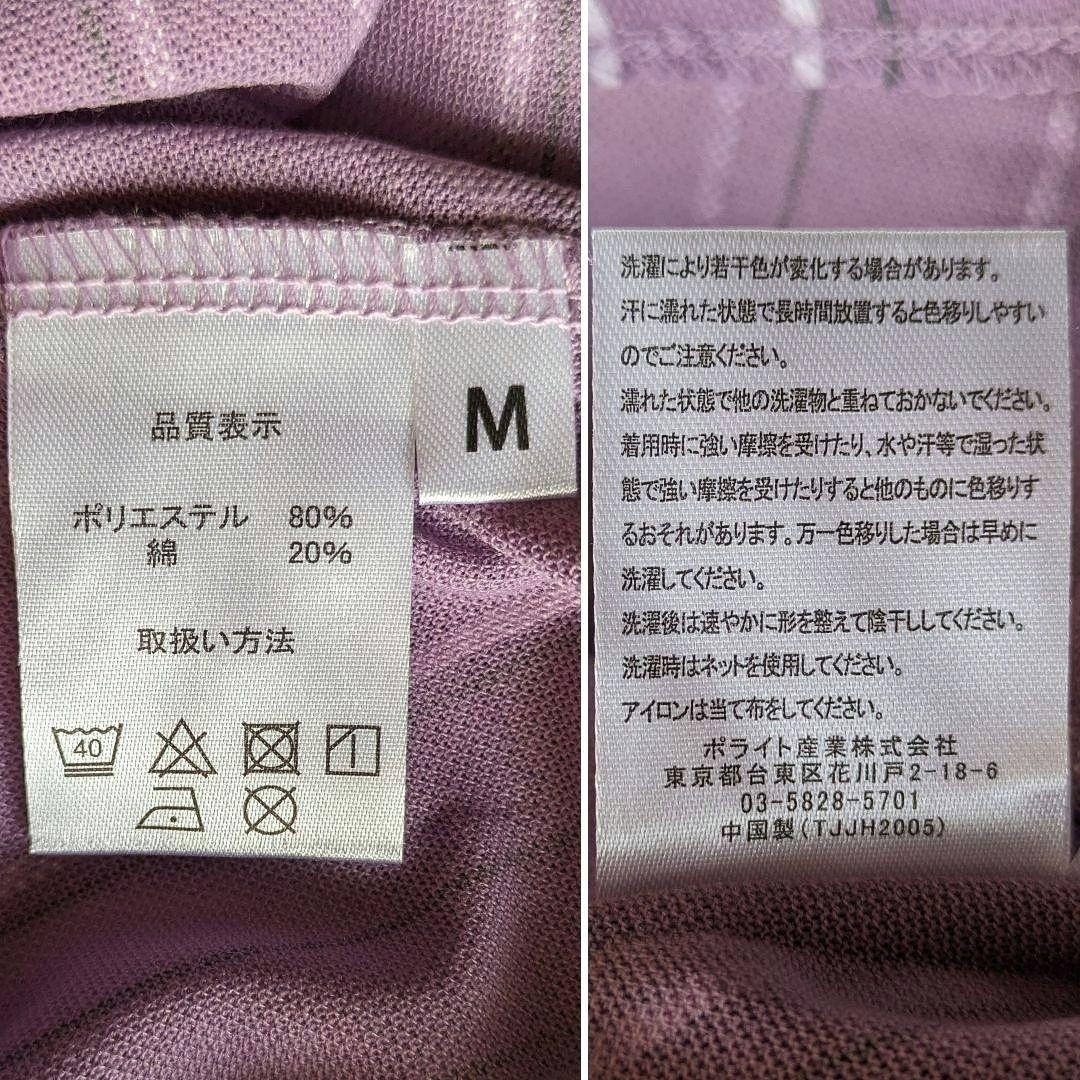 品質表示
M
ポリエステル 80%
綿 20%
取扱い方法
40
洗濯により若干色が変化する場合があります。
汗に濡れた状態で長時間放置すると色移りしやすい
のでご注意ください。
濡れた状態で他の洗濯物と重ねておかないでください。
着用時に強い摩擦を受けたり、水や汗等で湿った状
態で強い摩擦を受けたりすると他のものに色移りす
るおそれがあります。万一色移りした場合は早めに
洗濯してください。
洗濯後は速やかに形を整えて陰干ししてください。
洗濯時はネットを使用してください。
アイロンは当て布をしてください。
ポライト産業株式会社
東京都台東区花川戸2-18-6
03-5828-5701
中国製(TJJH2005)